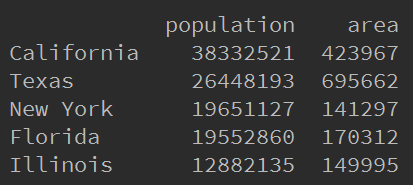 population area
California 38332521 423967
Texas 26448193 695662
New York 19651127 141297
Florida 19552860 170312
Illinois 12882135 149995